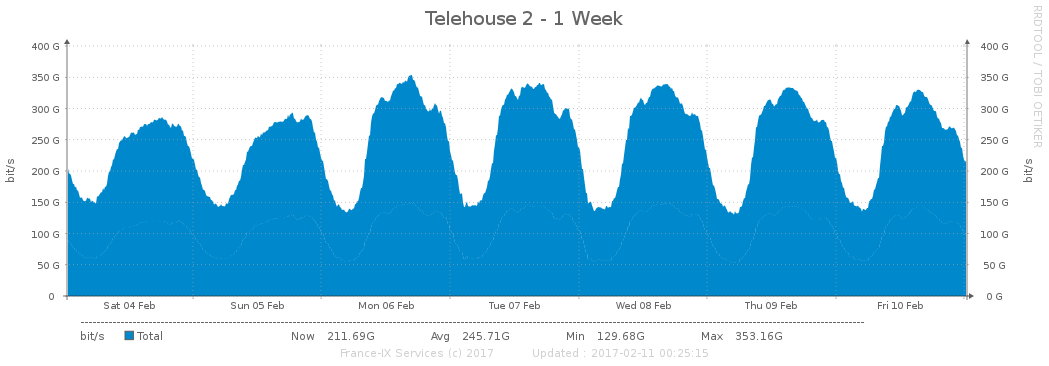 Telehouse 2 - 1 Week
RRDTOOL / TOBI OETIKER
400 G 400 G
350 G 350 G
300 G 300 G
250 G 250 G
200 G 200 G
150 G 150 G
100 G 100 G
50 G 50 G
0 0 G
bit/s
bit/s
Sat 04 Feb Sun 05 Feb Mon 06 Feb Tue 07 Feb Wed 08 Feb Thu 09 Feb Fri 10 Feb
bit/s Total Now 211.69G Avg 245.71G Min 129.68G Max 353.16G
France-IX Services (c) 2017 Updated : 2017-02-11 00:25:15